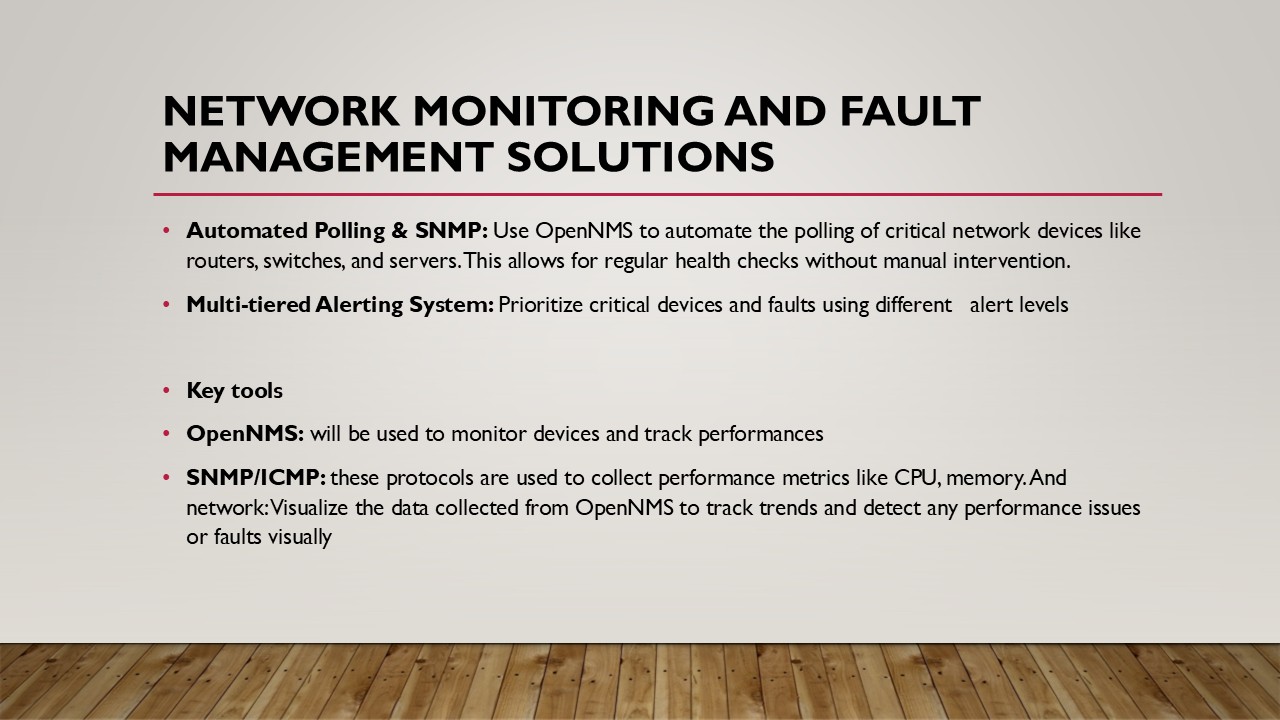 NETWORK MONITORING AND FAULT
MANAGEMENT SOLUTIONS
• Automated Polling & SNMP: Use OpenNMS to automate the polling of critical network devices like
routers, switches, and servers. This allows for regular health checks without manual intervention.
• Multi-tiered Alerting System: Prioritize critical devices and faults using different   alert levels
• Key tools
• OpenNMS: will be used to monitor devices and track performances
• SNMP/ICMP: these protocols are used to collect performance metrics like CPU, memory. And
network: Visualize the data collected from OpenNMS to track trends and detect any performance issues
or faults visually